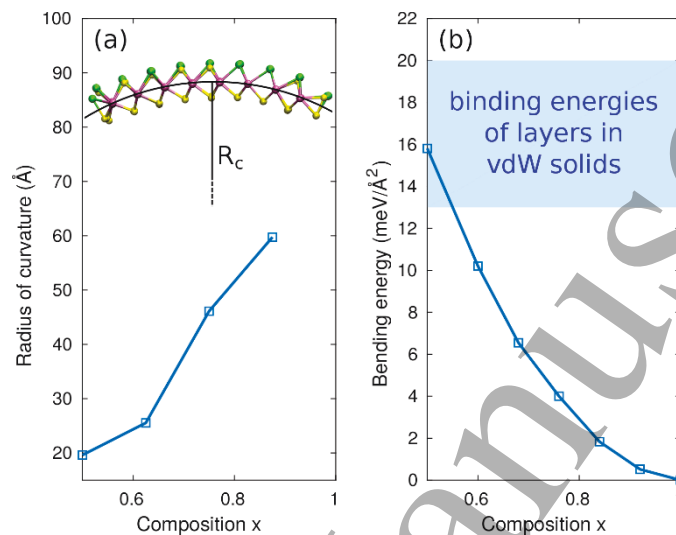 (a)
100
90
80
70
60
50
40
30
20
R_c
0.6
0.8
1
Radius of curvature (Å)
Composition x
(b)
22
20
18
16
14
12
10
8
6
4
2
0
binding energies
of layers in
vdW solids
0.6
0.8
Bending energy (meV/Å²)
Composition x
anus